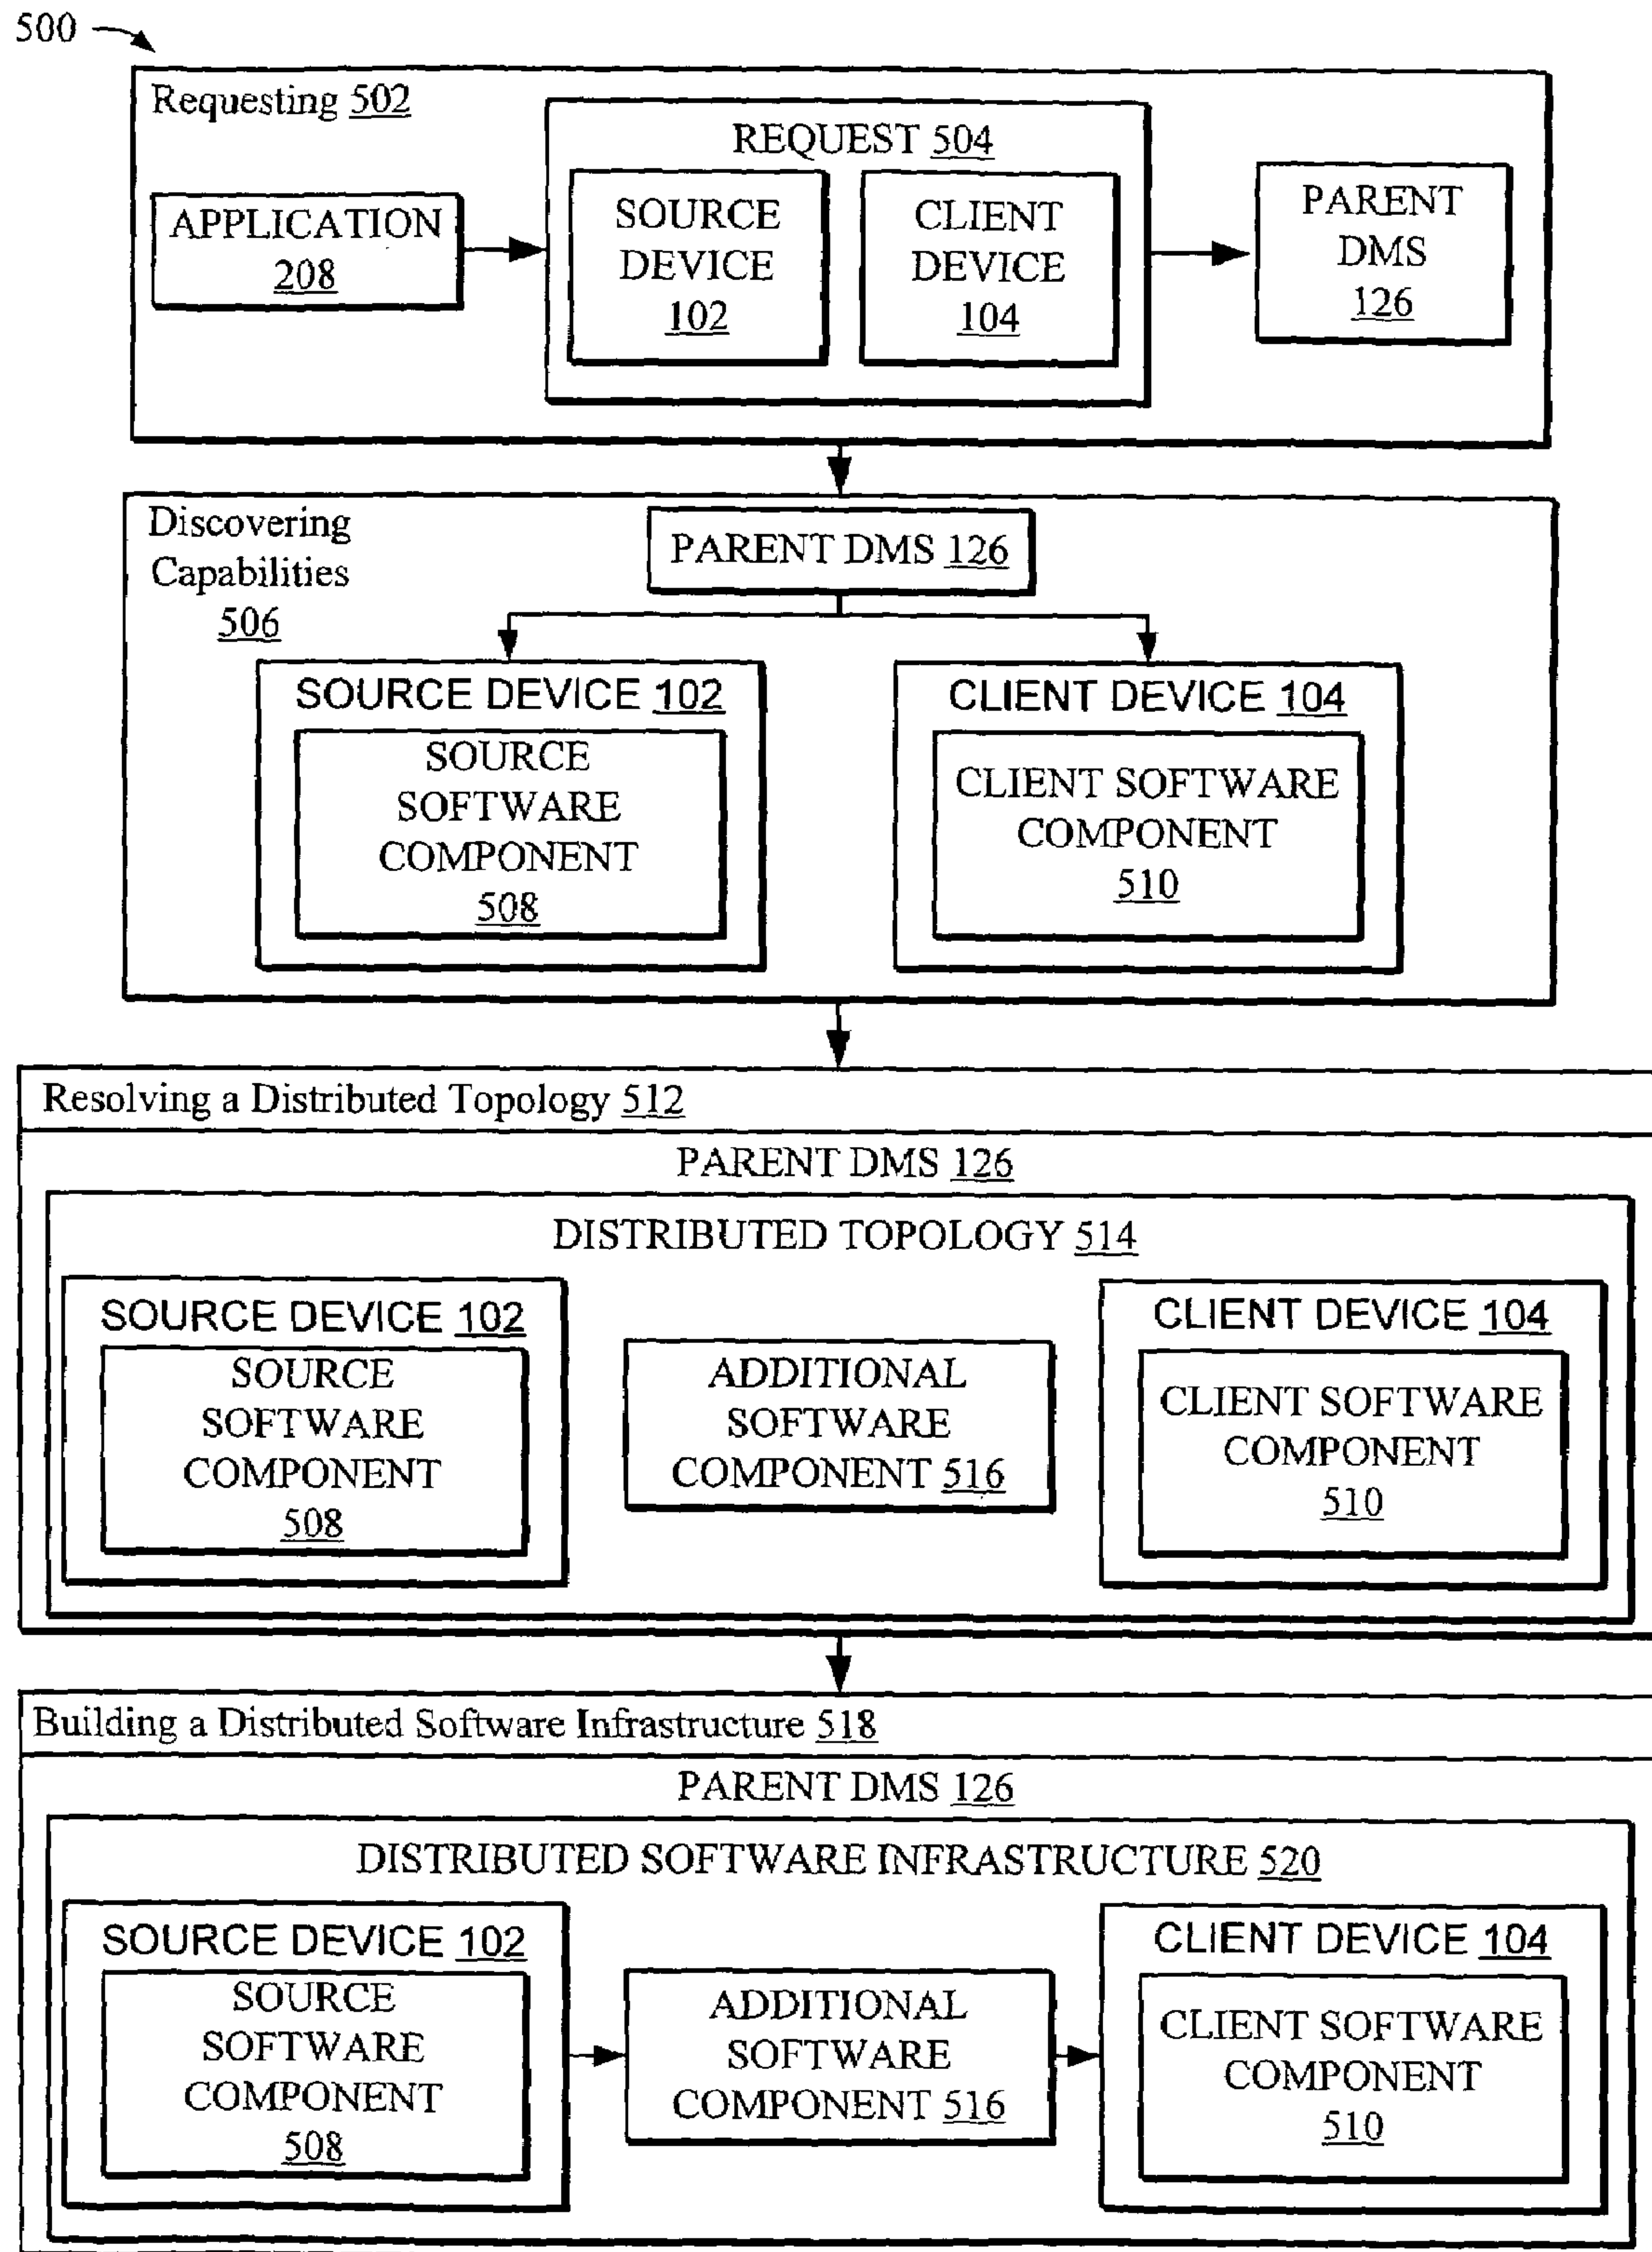 500
Requesting 502
REQUEST 504
APPLICATION
208
SOURCE
DEVICE
102
CLIENT
DEVICE
104
PARENT
DMS
126
Discovering
Capabilities
506
PARENT DMS 126
SOURCE DEVICE 102
SOURCE
SOFTWARE
COMPONENT
508
CLIENT DEVICE 104
CLIENT SOFTWARE
COMPONENT
510
Resolving a Distributed Topology 512
PARENT DMS 126
DISTRIBUTED TOPOLOGY 514
SOURCE DEVICE 102
SOURCE
SOFTWARE
COMPONENT
508
ADDITIONAL
SOFTWARE
COMPONENT 516
CLIENT DEVICE 104
CLIENT SOFTWARE
COMPONENT
510
Building a Distributed Software Infrastructure 518
PARENT DMS 126
DISTRIBUTED SOFTWARE INFRASTRUCTURE 520
SOURCE DEVICE 102
SOURCE
SOFTWARE
COMPONENT
508
ADDITIONAL
SOFTWARE
COMPONENT 516
CLIENT DEVICE 104
CLIENT SOFTWARE
COMPONENT
510